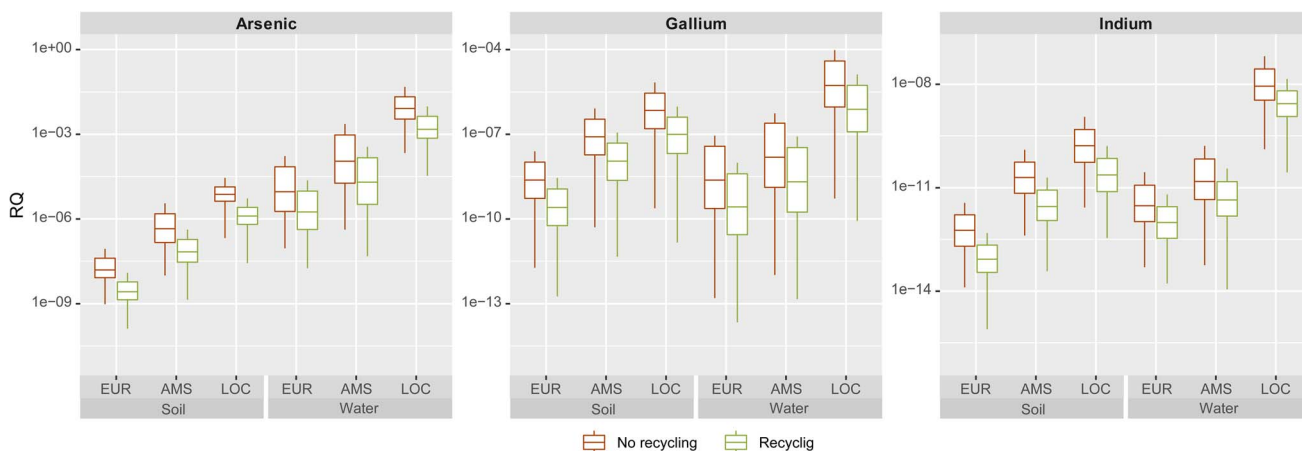 Arsenic
Gallium
Indium
RQ
1e+00
1e−03
1e−06
1e−09
1e−04
1e−07
1e−10
1e−13
1e−08
1e−11
1e−14
EUR AMS LOC EUR AMS LOC
Soil Water
EUR AMS LOC EUR AMS LOC
Soil Water
EUR AMS LOC EUR AMS LOC
Soil Water
No recycling Recyclig